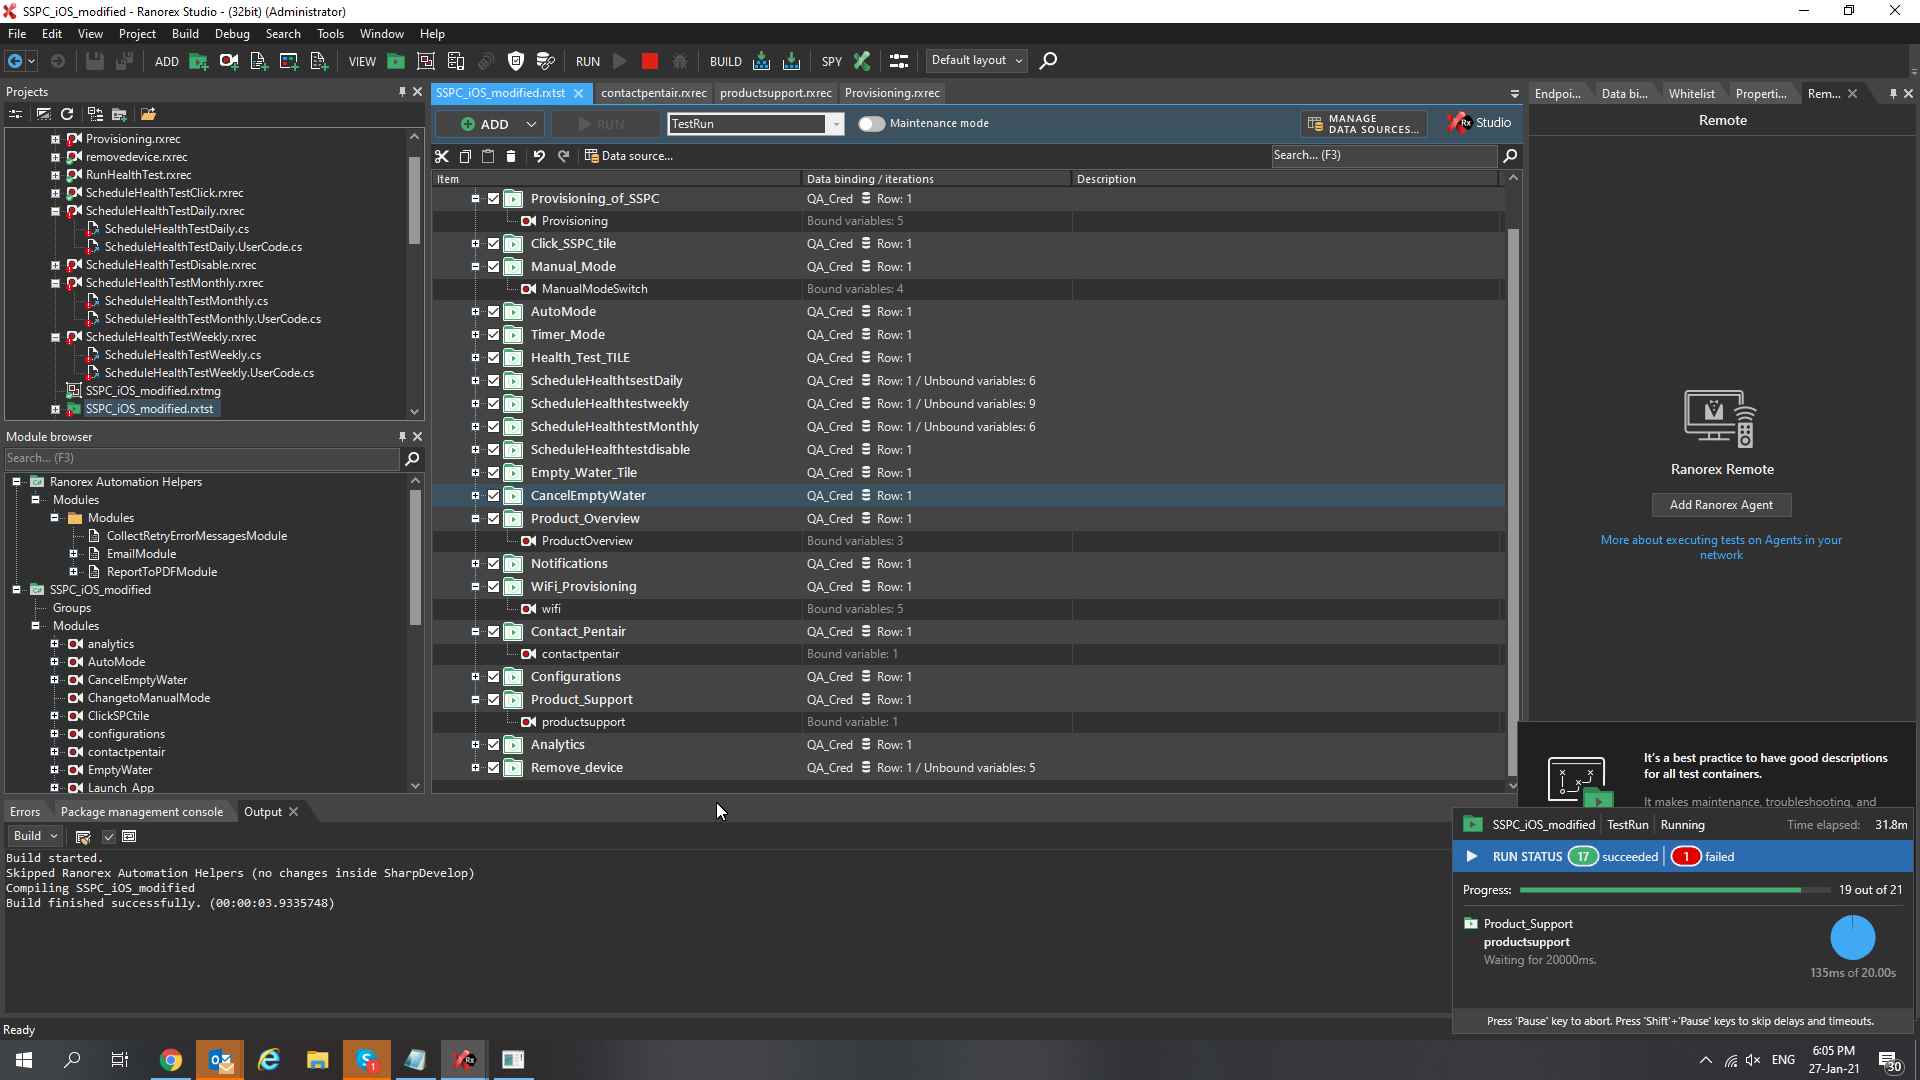 SSPC_iOS_modified - Ranorex Studio - (32bit) (Administrator)
File Edit View Project Build Debug Search Tools Window Help
ADD VIEW RUN BUILD SPY Default layout
Projects
Provisioning.rxrec
removedevice.rxrec
RunHealthTest.rxrec
ScheduleHealthTestClick.rxrec
ScheduleHealthTestDaily.rxrec
ScheduleHealthTestDaily.cs
ScheduleHealthTestDaily.UserCode.cs
ScheduleHealthTestDisable.rxrec
ScheduleHealthTestMonthly.rxrec
ScheduleHealthTestMonthly.cs
ScheduleHealthTestMonthly.UserCode.cs
ScheduleHealthTestWeekly.rxrec
ScheduleHealthTestWeekly.cs
ScheduleHealthTestWeekly.UserCode.cs
SSPC_iOS_modified.rxtmg
SSPC_iOS_modified.rxtst
Module browser
Search... (F3)
Ranorex Automation Helpers
Modules
Modules
CollectRetryErrorMessagesModule
EmailModule
ReportToPDFModule
SSPC_iOS_modified
Groups
Modules
analytics
AutoMode
CancelEmptyWater
ChangetoManualMode
ClickSPCtile
configurations
contactpentair
EmptyWater
Launch_App
SSPC_iOS_modified.rxtst contactpentair.rxrec productsupport.rxrec Provisioning.rxrec
ADD RUN TestRun Maintenance mode MANAGE DATA SOURCES... Rx Studio
Data source... Search... (F3)
Item Data binding / iterations Description
Provisioning_of_SSPC QA_Cred Row: 1
Provisioning Bound variables: 5
Click_SSPC_tile QA_Cred Row: 1
Manual_Mode QA_Cred Row: 1
ManualModeSwitch Bound variables: 4
AutoMode QA_Cred Row: 1
Timer_Mode QA_Cred Row: 1
Health_Test_TILE QA_Cred Row: 1
ScheduleHealthtsestDaily QA_Cred Row: 1 / Unbound variables: 6
ScheduleHealthtestweekly QA_Cred Row: 1 / Unbound variables: 9
ScheduleHealthtestMonthly QA_Cred Row: 1 / Unbound variables: 6
ScheduleHealthtestdisable QA_Cred Row: 1
Empty_Water_Tile QA_Cred Row: 1
CancelEmptyWater QA_Cred Row: 1
Product_Overview QA_Cred Row: 1
ProductOverview Bound variables: 3
Notifications QA_Cred Row: 1
WiFi_Provisioning QA_Cred Row: 1
wifi Bound variables: 5
Contact_Pentair QA_Cred Row: 1
contactpentair Bound variable: 1
Configurations QA_Cred Row: 1
Product_Support QA_Cred Row: 1
productsupport Bound variable: 1
Analytics QA_Cred Row: 1
Remove_device QA_Cred Row: 1 / Unbound variables: 5
Endpoi... Data bi... Whitelist Properti... Rem...
Remote
Ranorex Remote
Add Ranorex Agent
More about executing tests on Agents in your
network
It's a best practice to have good descriptions
for all test containers.
It makes maintenance, troubleshooting, and
SSPC_iOS_modified TestRun Running Time elapsed: 31.8m
RUN STATUS 17 succeeded 1 failed
Progress: 19 out of 21
Product_Support
productsupport
Waiting for 20000ms.
135ms of 20.00s
Press 'Pause' key to abort. Press 'Shift'+'Pause' keys to skip delays and timeouts.
Errors Package management console Output
Build
Build started.
Skipped Ranorex Automation Helpers (no changes inside SharpDevelop)
Compiling SSPC_iOS_modified
Build finished successfully. (00:00:03.9335748)
Ready
ENG
6:05 PM
27-Jan-21
30